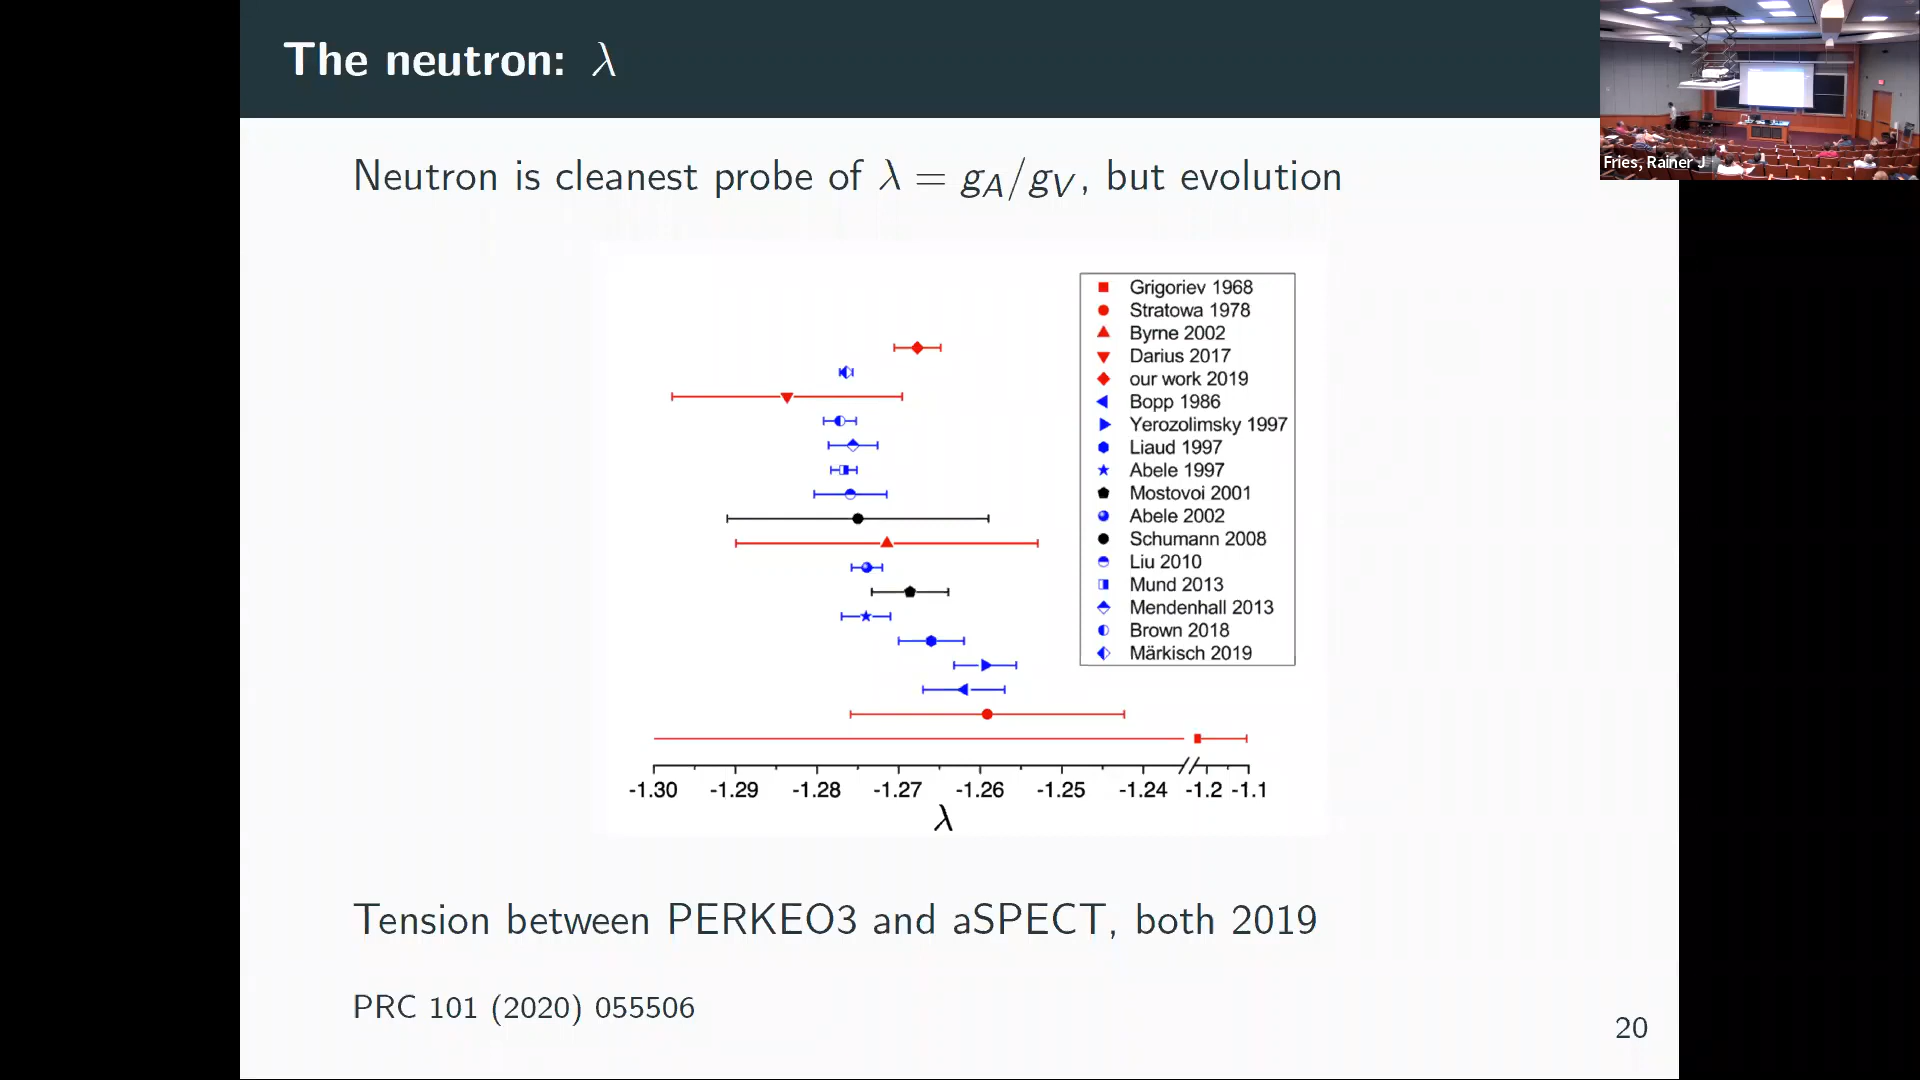 The neutron: λ
Fries, Rainer J
Neutron is cleanest probe of λ = gA/gV, but evolution
Grigoriev 1968
Stratowa 1978
Byrne 2002
Darius 2017
our work 2019
Bopp 1986
Yerozolimsky 1997
Liaud 1997
Abele 1997
Mostovoi 2001
Abele 2002
Schumann 2008
Liu 2010
Mund 2013
Mendenhall 2013
Brown 2018
Märkisch 2019
-1.30 -1.29 -1.28 -1.27 -1.26 -1.25 -1.24 -1.2 -1.1
λ
Tension between PERKEO3 and aSPECT, both 2019
PRC 101 (2020) 055506
20